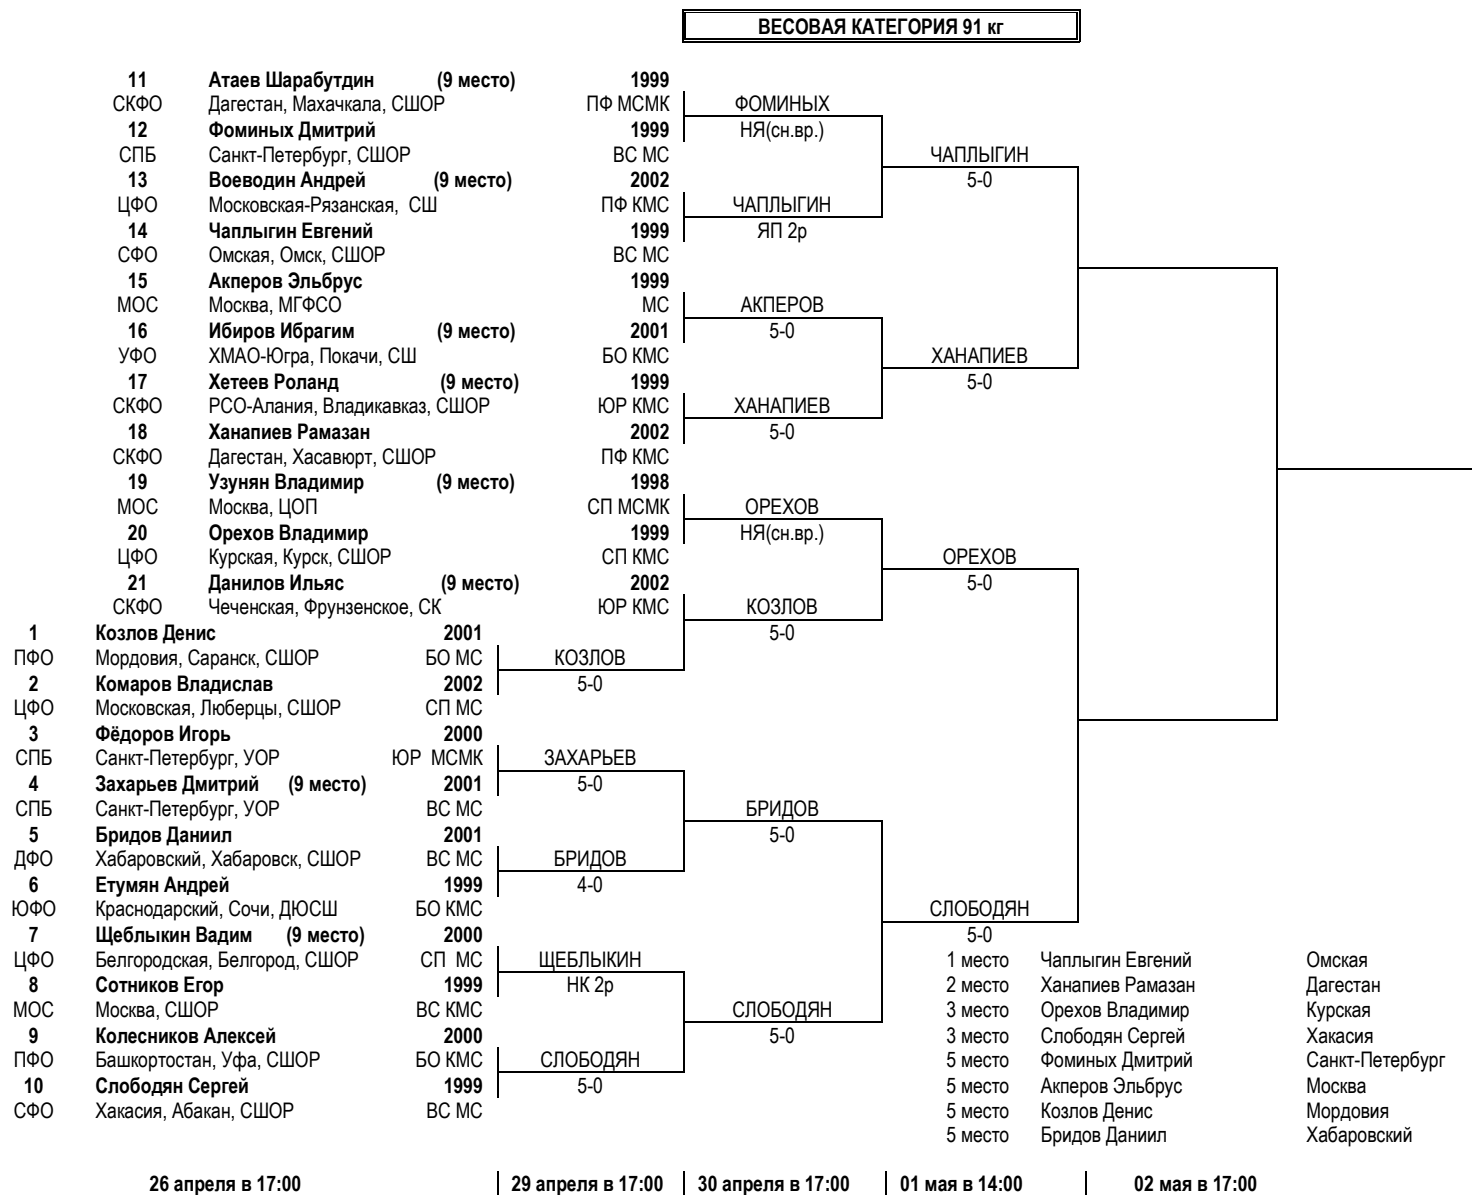 ВЕСОВАЯ КАТЕГОРИЯ 91 кг
11 Атаев Шарабутдин (9 место) 1999
СКФО Дагестан, Махачкала, СШОР ПФ МСМК ФОМИНЫХ
12 Фоминых Дмитрий 1999 НЯ(сн.вр.)
СПБ Санкт-Петербург, СШОР ВС МС ЧАПЛЫГИН
13 Воеводин Андрей (9 место) 2002 5-0
ЦФО Московская-Рязанская, СШ ПФ КМС ЧАПЛЫГИН
14 Чаплыгин Евгений 1999 ЯП 2р
СФО Омская, Омск, СШОР ВС МС
15 Акперов Эльбрус 1999
МОС Москва, МГФСО МС АКПЕРОВ
16 Ибиров Ибрагим (9 место) 2001 5-0
УФО ХМАО-Югра, Покачи, СШ БО КМС ХАНАПИЕВ
17 Хетеев Роланд (9 место) 1999 5-0
СКФО РСО-Алания, Владикавказ, СШОР ЮР КМС ХАНАПИЕВ
18 Ханапиев Рамазан 2002 5-0
СКФО Дагестан, Хасавюрт, СШОР ПФ КМС
19 Узунян Владимир (9 место) 1998
МОС Москва, ЦОП СП МСМК ОРЕХОВ
20 Орехов Владимир 1999 НЯ(сн.вр.)
ЦФО Курская, Курск, СШОР СП КМС ОРЕХОВ
21 Данилов Ильяс (9 место) 2002 5-0
СКФО Чеченская, Фрунзенское, СК ЮР КМС КОЗЛОВ
1 Козлов Денис 2001 5-0
ПФО Мордовия, Саранск, СШОР БО МС КОЗЛОВ
2 Комаров Владислав 2002 5-0
ЦФО Московская, Люберцы, СШОР СП МС
3 Фёдоров Игорь 2000
СПБ Санкт-Петербург, УОР ЮР МСМК ЗАХАРЬЕВ
4 Захарьев Дмитрий (9 место) 2001 5-0
СПБ Санкт-Петербург, УОР ВС МС БРИДОВ
5 Бридов Даниил 2001 5-0
ДФО Хабаровский, Хабаровск, СШОР ВС МС БРИДОВ
6 Етумян Андрей 1999 4-0
ЮФО Краснодарский, Сочи, ДЮСШ БО КМС СЛОБОДЯН
7 Щеблыкин Вадим (9 место) 2000 5-0
ЦФО Белгородская, Белгород, СШОР СП МС ЩЕБЛЫКИН 1 место Чаплыгин Евгений Омская
8 Сотников Егор 1999 НК 2р 2 место Ханапиев Рамазан Дагестан
МОС Москва, СШОР ВС КМС СЛОБОДЯН 3 место Орехов Владимир Курская
9 Колесников Алексей 2000 5-0 3 место Слободян Сергей Хакасия
ПФО Башкортостан, Уфа, СШОР БО КМС СЛОБОДЯН 5 место Фоминых Дмитрий Санкт-Петербург
10 Слободян Сергей 1999 5-0 5 место Акперов Эльбрус Москва
СФО Хакасия, Абакан, СШОР ВС МС 5 место Козлов Денис Мордовия
5 место Бридов Даниил Хабаровский
26 апреля в 17:00 29 апреля в 17:00 30 апреля в 17:00 01 мая в 14:00 02 мая в 17:00